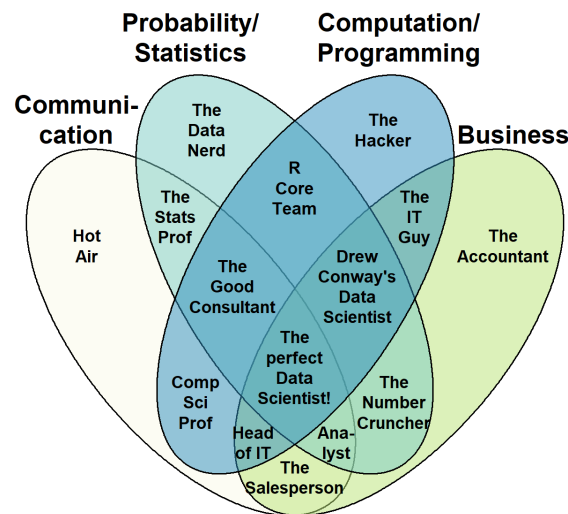 Probability/
Statistics
Computation/
Programming
Communi-
cation
Business
The
Data
Nerd
The
Hacker
R
Core
Team
The
Stats
Prof
The
IT
Guy
Hot
Air
The
Accountant
The
Good
Consultant
Drew
Conway's
Data
Scientist
The
perfect
Data
Scientist!
Comp
Sci
Prof
The
Number
Cruncher
Head
of IT
Ana-
lyst
The
Salesperson